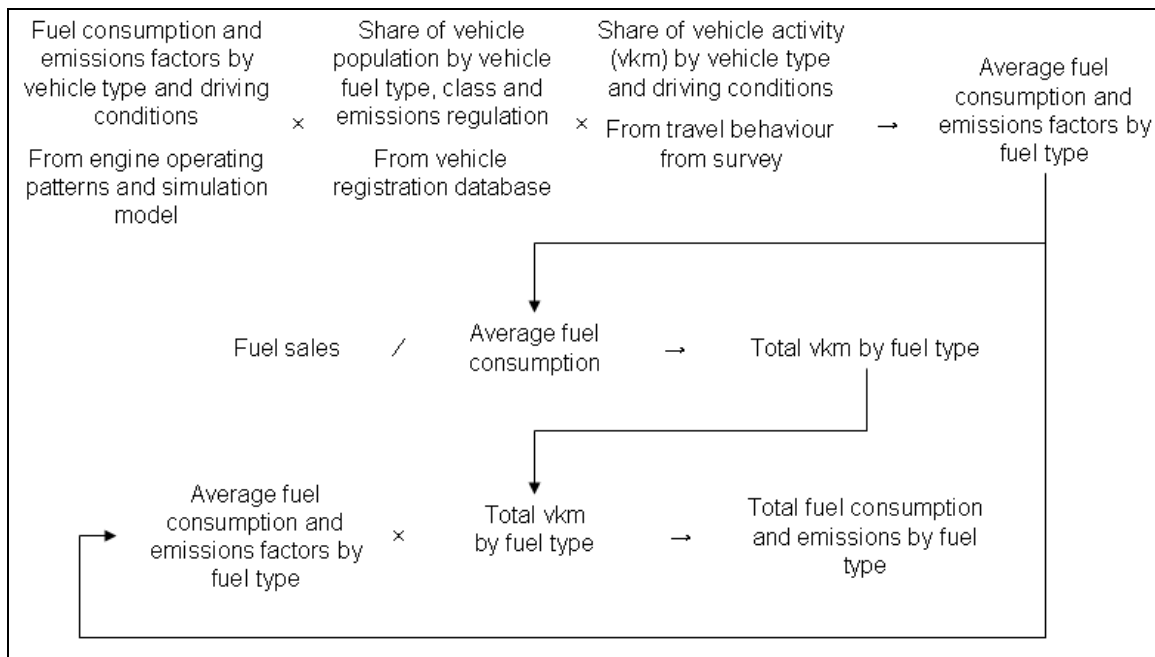 Fuel consumption and
emissions factors by
vehicle type and driving
conditions
From engine operating
patterns and simulation
model
×
Share of vehicle
population by vehicle
fuel type, class and
emissions regulation
From vehicle
registration database
×
Share of vehicle activity
(vkm) by vehicle type
and driving conditions
From travel behaviour
from survey
→
Average fuel
consumption and
emissions factors by
fuel type
Fuel sales
/
Average fuel
consumption
→
Total vkm by fuel type
Average fuel
consumption and
emissions factors by
fuel type
×
Total vkm
by fuel type
→
Total fuel consumption
and emissions by fuel
type